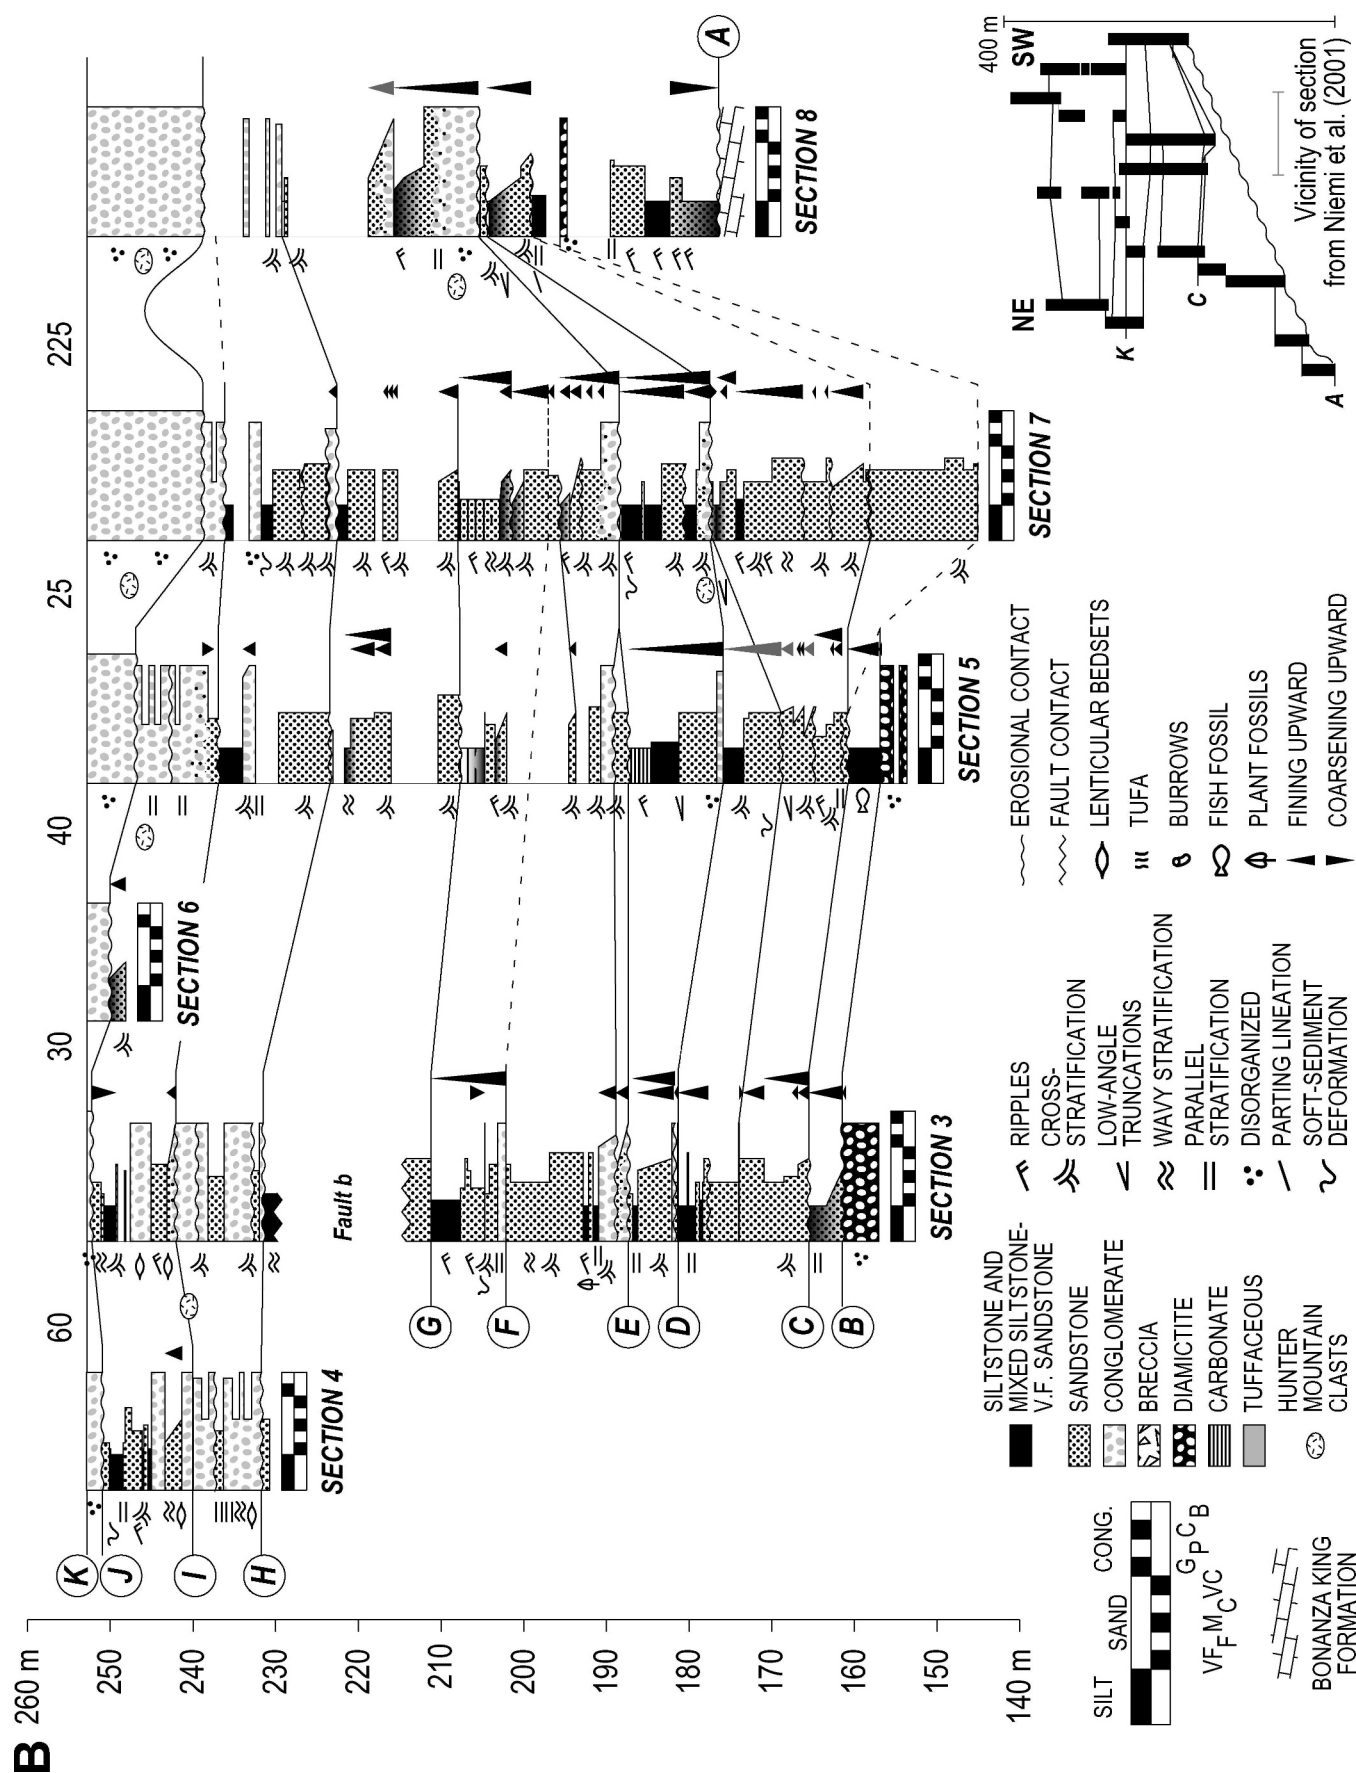 B
260 m
250
240
230
220
210
200
190
180
170
160
150
140 m
60
30
40
25
225
K
J
I
H
G
F
E
D
C
B
A
Fault b
SECTION 4
SECTION 3
SECTION 6
SECTION 5
SECTION 7
SECTION 8
SILT
SAND
CONG.
VF
F
M
C
VC
G
P
C
B
BONANZA KING
FORMATION
SILTSTONE AND
MIXED SILTSTONE-
V.F. SANDSTONE
SANDSTONE
CONGLOMERATE
BRECCIA
DIAMICTITE
CARBONATE
TUFFACEOUS
HUNTER
MOUNTAIN
CLASTS
RIPPLES
CROSS-
STRATIFICATION
LOW-ANGLE
TRUNCATIONS
WAVY STRATIFICATION
PARALLEL
STRATIFICATION
DISORGANIZED
PARTING LINEATION
SOFT-SEDIMENT
DEFORMATION
EROSIONAL CONTACT
FAULT CONTACT
LENTICULAR BEDSETS
TUFA
BURROWS
FISH FOSSIL
PLANT FOSSILS
FINING UPWARD
COARSENING UPWARD
NE
SW
400 m
K
C
A
Vicinity of section
from Niemi et al. (2001)